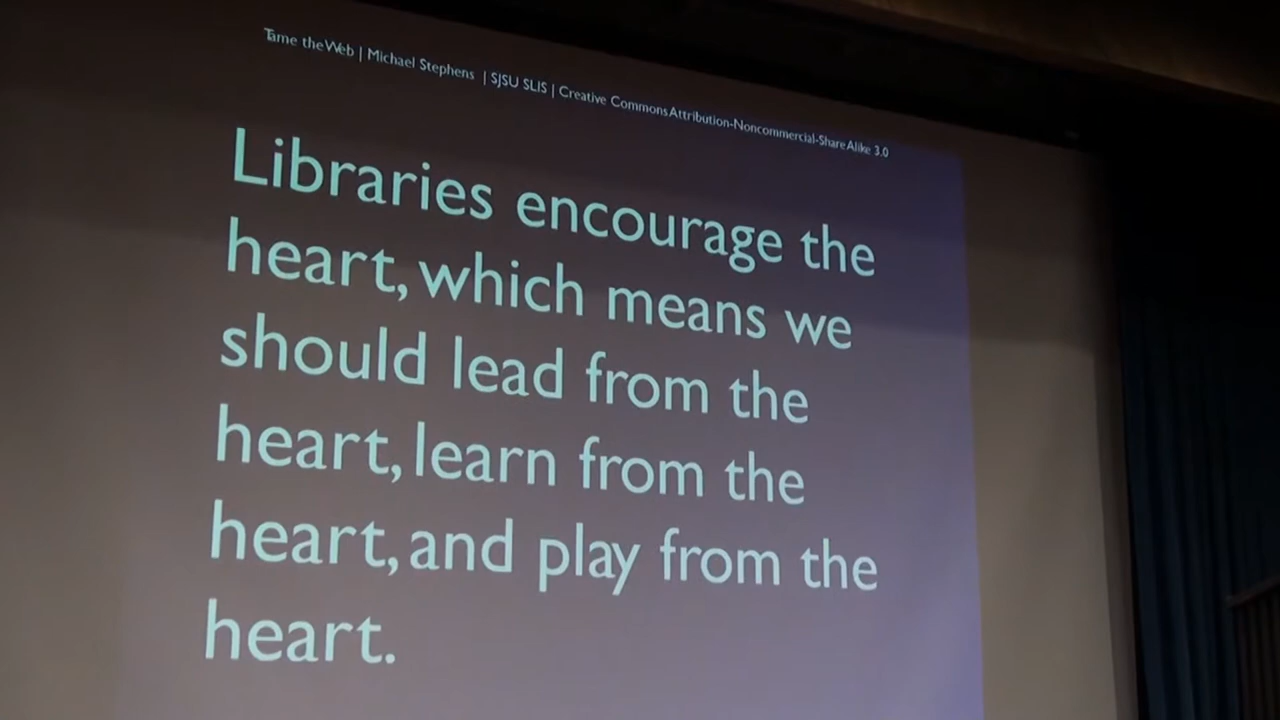 Tame the Web | Michael Stephens | SJSU SLIS | Creative Commons Attribution-Noncommercial-Share Alike 3.0
Libraries encourage the
heart, which means we
should lead from the
heart, learn from the
heart, and play from the
heart.